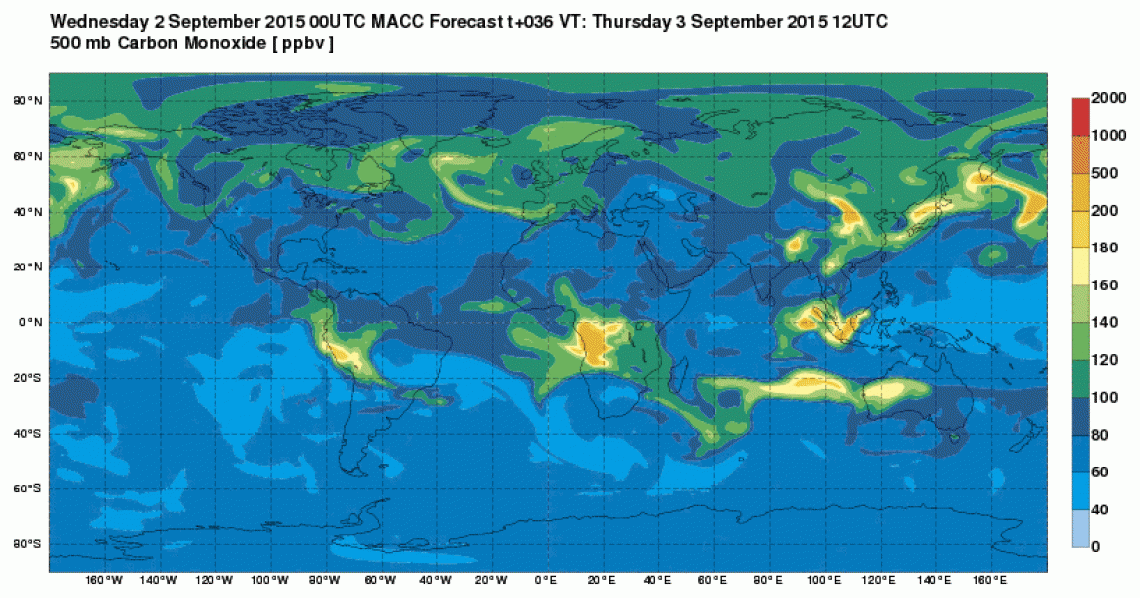 Wednesday 2 September 2015 00UTC MACC Forecast t+036 VT: Thursday 3 September 2015 12UTC
500 mb Carbon Monoxide [ ppbv ]
80°N
60°N
40°N
20°N
0°N
20°S
40°S
60°S
80°S
160°W 140°W 120°W 100°W 80°W 60°W 40°W 20°W 0°E 20°E 40°E 60°E 80°E 100°E 120°E 140°E 160°E
2000
1000
500
200
180
160
140
120
100
80
60
40
0